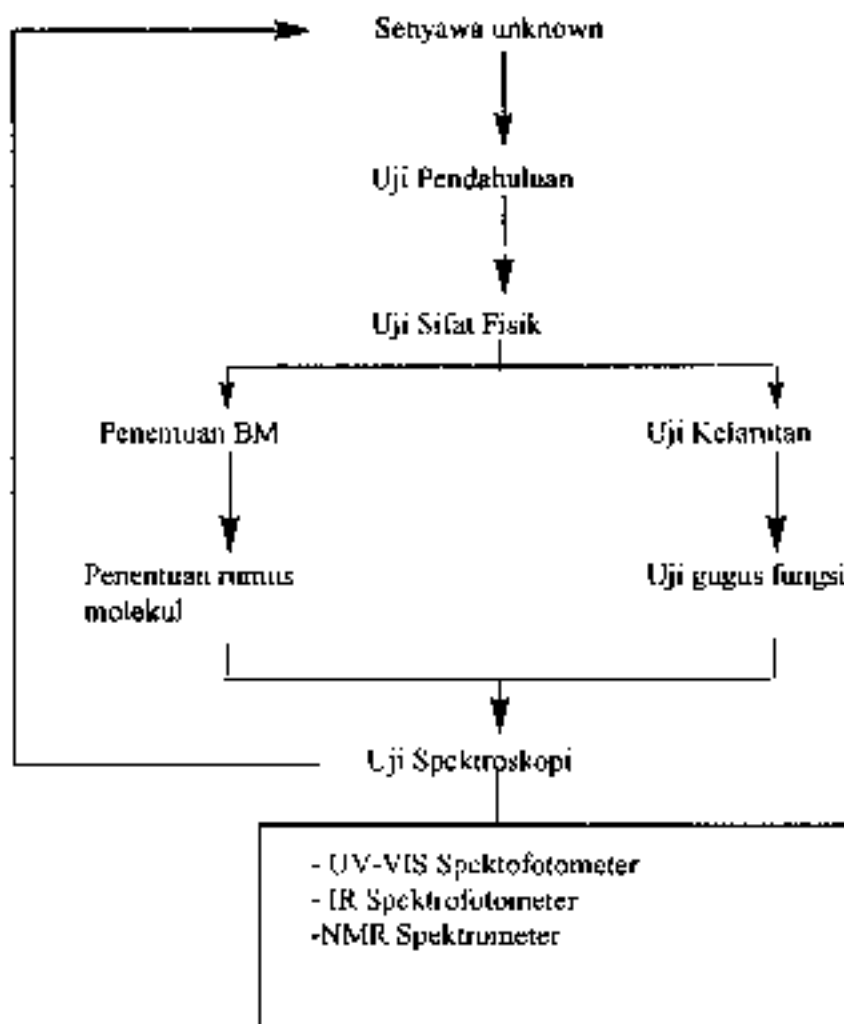 Senyawa unknown
Uji Pendahuluan
Uji Sifat Fisik
Penentuan BM
Uji Kelarutan
Penentuan rumus
molekul
Uji gugus fungsi
Uji Spektroskopi
- UV-VIS Spektofotometer
- IR Spektrofotometer
-NMR Spektrometer